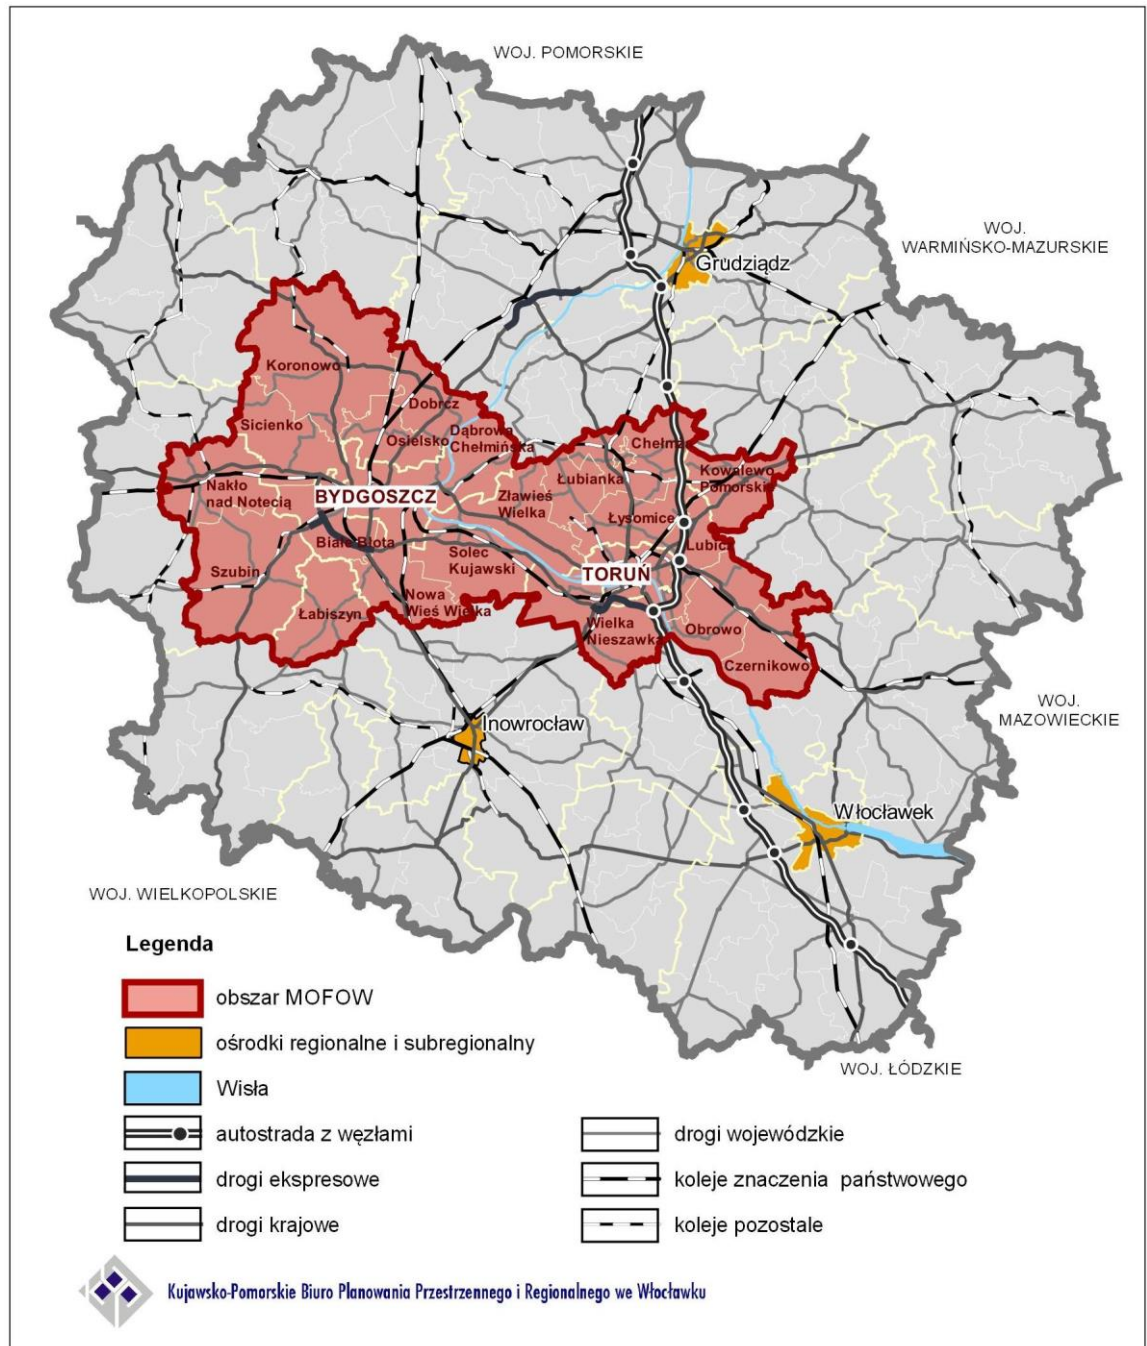 WOJ. POMORSKIE
WOJ.
WARMIŃSKO-MAZURSKIE
Grudziądz
Koronowo
Dobrcz
Sicienko
Osielsko
Dąbrowa
Chełmińska
Chełmża
Nakło
nad Notecią
BYDGOSZCZ
Zławieś
Wielka
Łubianka
Kowalewo
Pomorskie
Łysomice
Białe Błota
Solec
Kujawski
Lubicz
Szubin
TORUŃ
Łabiszyn
Nowa
Wieś Wielka
Wielka
Nieszawka
Obrowo
Czernikowo
WOJ.
MAZOWIECKIE
Inowrocław
Włocławek
WOJ. WIELKOPOLSKIE
WOJ. ŁÓDZKIE
Legenda
obszar MOFOW
ośrodki regionalne i subregionalny
Wisła
autostrada z węzłami
drogi ekspresowe
drogi krajowe
drogi wojewódzkie
koleje znaczenia państwowego
koleje pozostałe
Kujawsko-Pomorskie Biuro Planowania Przestrzennego i Regionalnego we Włocławku